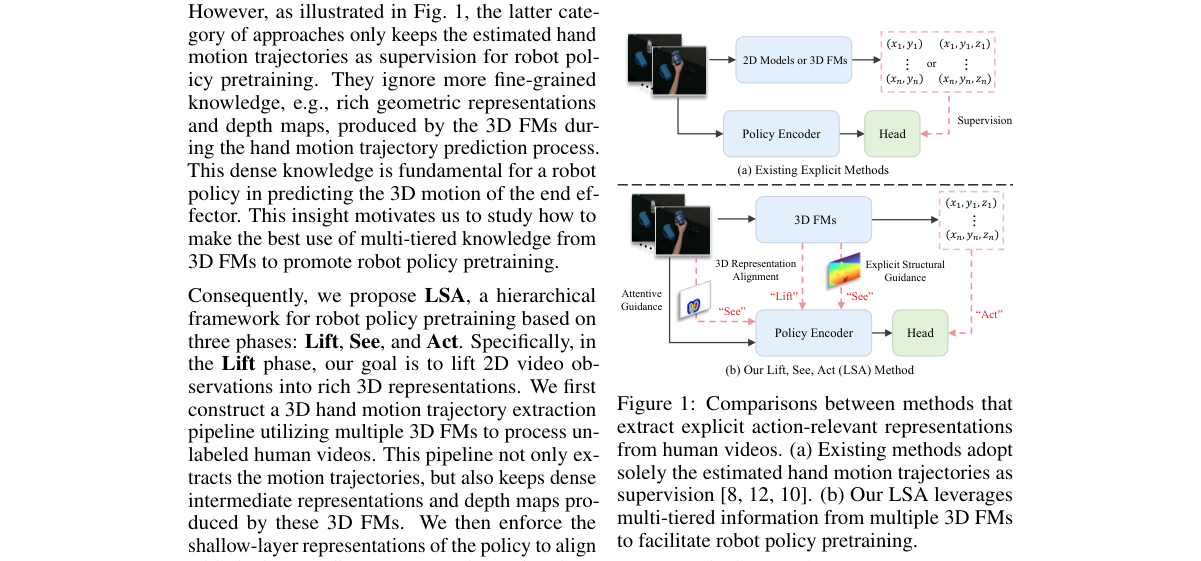 However, as illustrated in Fig. 1, the latter cate-
gory of approaches only keeps the estimated hand
motion trajectories as supervision for robot pol-
icy pretraining. They ignore more fine-grained
knowledge, e.g., rich geometric representations
and depth maps, produced by the 3D FMs dur-
ing the hand motion trajectory prediction process.
This dense knowledge is fundamental for a robot
policy in predicting the 3D motion of the end ef-
fector. This insight motivates us to study how to
make the best use of multi-tiered knowledge from
3D FMs to promote robot policy pretraining.
Consequently, we propose LSA, a hierarchical
framework for robot policy pretraining based on
three phases: Lift, See, and Act. Specifically, in
the Lift phase, our goal is to lift 2D video ob-
servations into rich 3D representations. We first
construct a 3D hand motion trajectory extraction
pipeline utilizing multiple 3D FMs to process un-
labeled human videos. This pipeline not only ex-
tracts the motion trajectories, but also keeps dense
intermediate representations and depth maps pro-
duced by these 3D FMs. We then enforce the
shallow-layer representations of the policy to align
2D Models or 3D FMs
(x₁, y₁) (x₁, y₁, z₁)
⋮ or ⋮
(xₙ, yₙ) (xₙ, yₙ, zₙ)
Supervision
Policy Encoder
Head
(a) Existing Explicit Methods
3D FMs
(x₁, y₁, z₁)
⋮
(xₙ, yₙ, zₙ)
3D Representation
Alignment
Explicit Structural
Guidance
Attentive
Guidance
"Lift"
"See"
"See"
"Act"
Policy Encoder
Head
(b) Our Lift, See, Act (LSA) Method
Figure 1: Comparisons between methods that
extract explicit action-relevant representations
from human videos. (a) Existing methods adopt
solely the estimated hand motion trajectories as
supervision [8, 12, 10]. (b) Our LSA leverages
multi-tiered information from multiple 3D FMs
to facilitate robot policy pretraining.